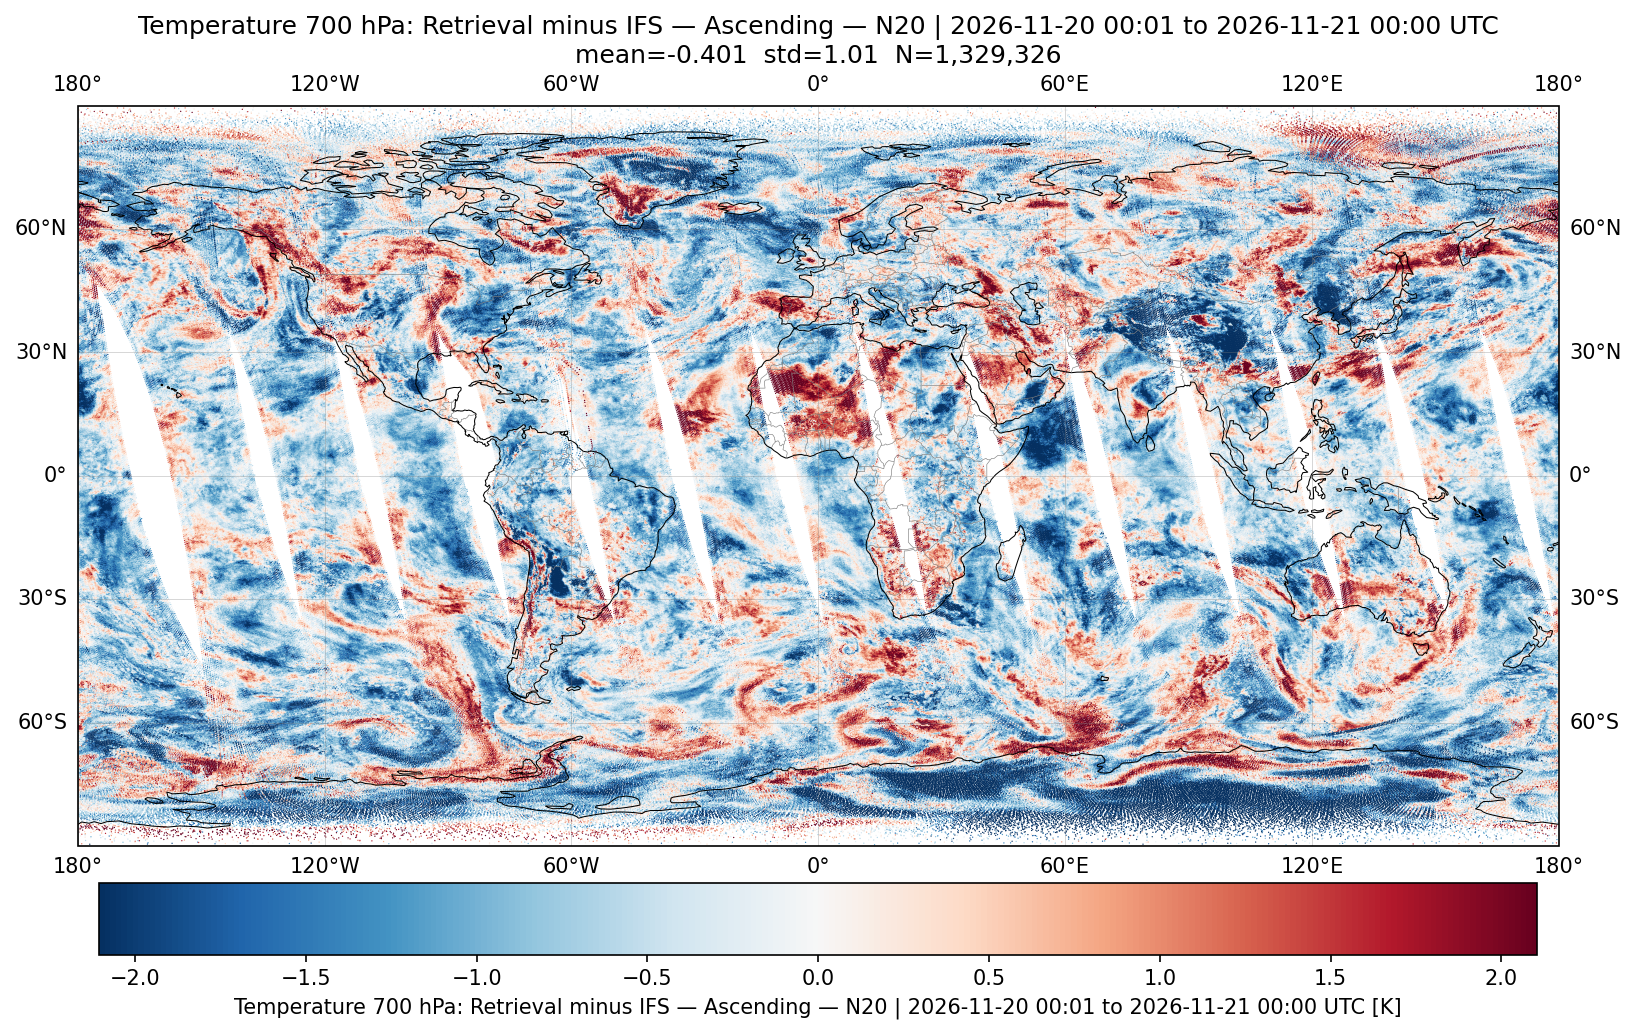 Temperature 700 hPa: Retrieval minus IFS — Ascending — N20 | 2026-11-20 00:01 to 2026-11-21 00:00 UTC
mean=-0.401  std=1.01  N=1,329,326
180° 120°W 60°W 0° 60°E 120°E 180°
60°N 60°N
30°N 30°N
0° 0°
30°S 30°S
60°S 60°S
180° 120°W 60°W 0° 60°E 120°E 180°
−2.0 −1.5 −1.0 −0.5 0.0 0.5 1.0 1.5 2.0
Temperature 700 hPa: Retrieval minus IFS — Ascending — N20 | 2026-11-20 00:01 to 2026-11-21 00:00 UTC [K]